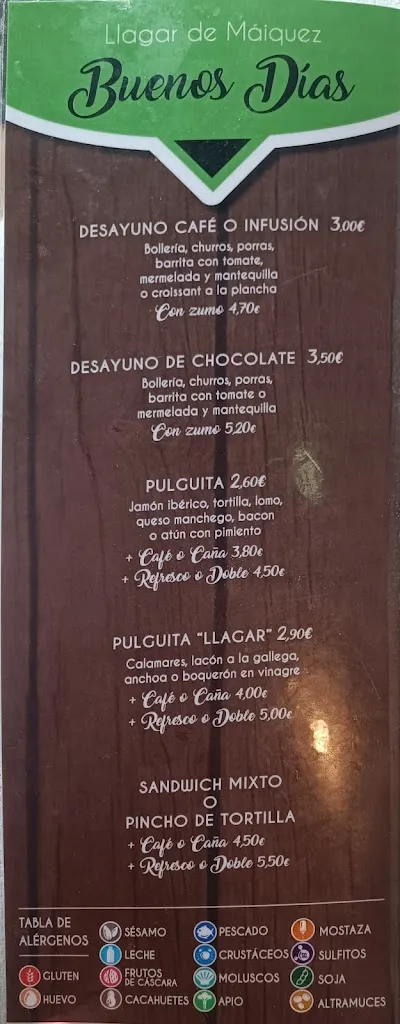 Llagar de Máiquez
Buenos Días
DESAYUNO CAFÉ O INFUSIÓN 3,00€
Bollería, churros, porras,
barrita con tomate,
mermelada y mantequilla
o croissant a la plancha
Con zumo 4,70€
DESAYUNO DE CHOCOLATE 3,50€
Bollería, churros, porras,
barrita con tomate o
mermelada y mantequilla
Con zumo 5,20€
PULGUITA 2,60€
Jamón ibérico, tortilla, lomo,
queso manchego, bacon
o atún con pimiento
+ Café o Caña 3,80€
+ Refresco o Doble 4,50€
PULGUITA "LLAGAR" 2,90€
Calamares, lacón a la gallega,
anchoa o boquerón en vinagre
+ Café o Caña 4,00€
+ Refresco o Doble 5,00€
SANDWICH MIXTO
O
PINCHO DE TORTILLA
+ Café o Caña 4,50€
+ Refresco o Doble 5,50€
TABLA DE
ALÉRGENOS
GLUTEN
HUEVO
SÉSAMO
LECHE
FRUTOS
DE CÁSCARA
CACAHUETES
PESCADO
CRUSTÁCEOS
MOLUSCOS
APIO
MOSTAZA
SULFITOS
SOJA
ALTRAMUCES